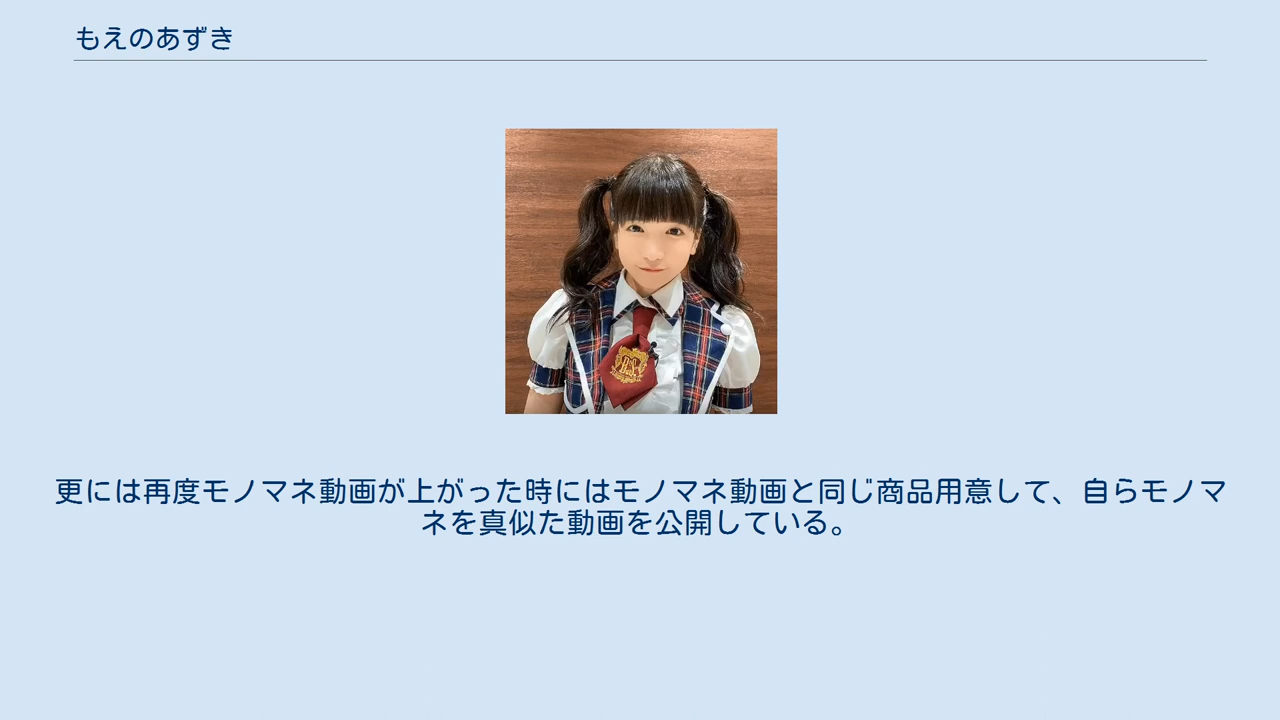 もえのあずき
更には再度モノマネ動画が上がった時にはモノマネ動画と同じ商品用意して、自らモノマ
ネを真似た動画を公開している。